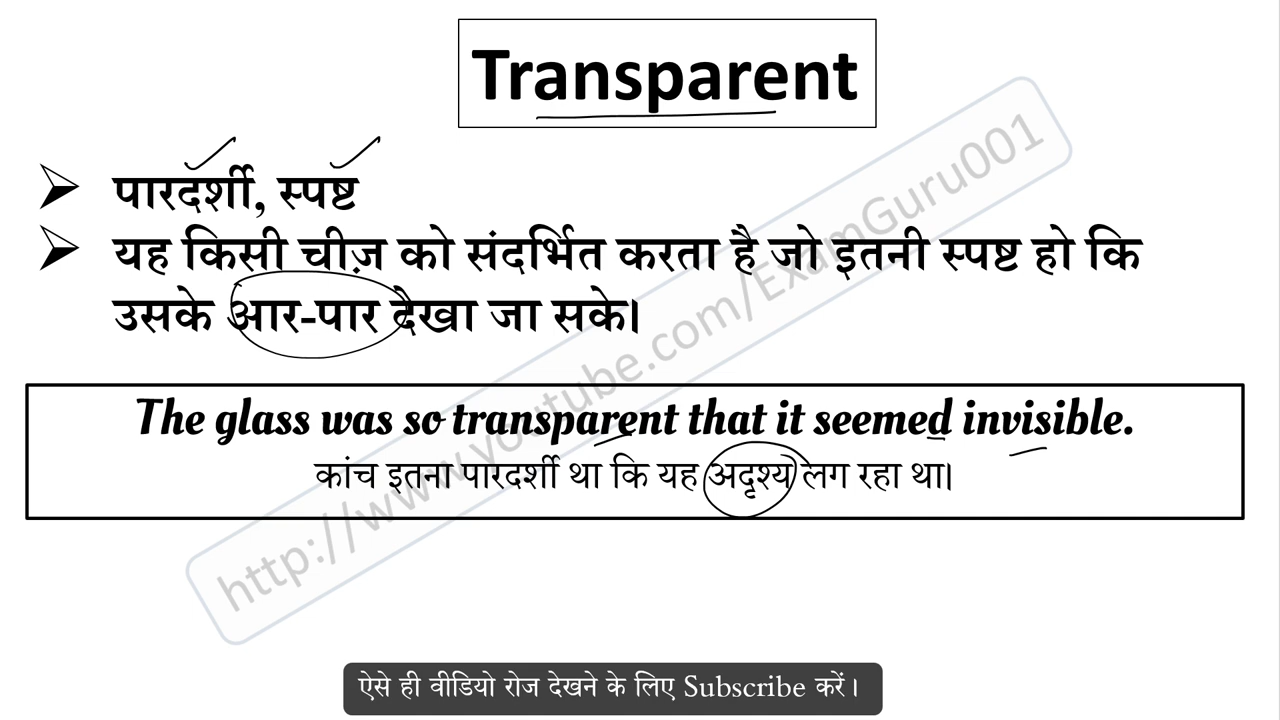 Transparent
पारदर्शी, स्पष्ट
यह किसी चीज़ को संदर्भित करता है जो इतनी स्पष्ट हो कि
उसके आर-पार देखा जा सके।
The glass was so transparent that it seemed invisible.
कांच इतना पारदर्शी था कि यह अदृश्य लग रहा था।
http://www.youtube.com/ExamGuru001
ऐसे ही वीडियो रोज देखने के लिए Subscribe करें।